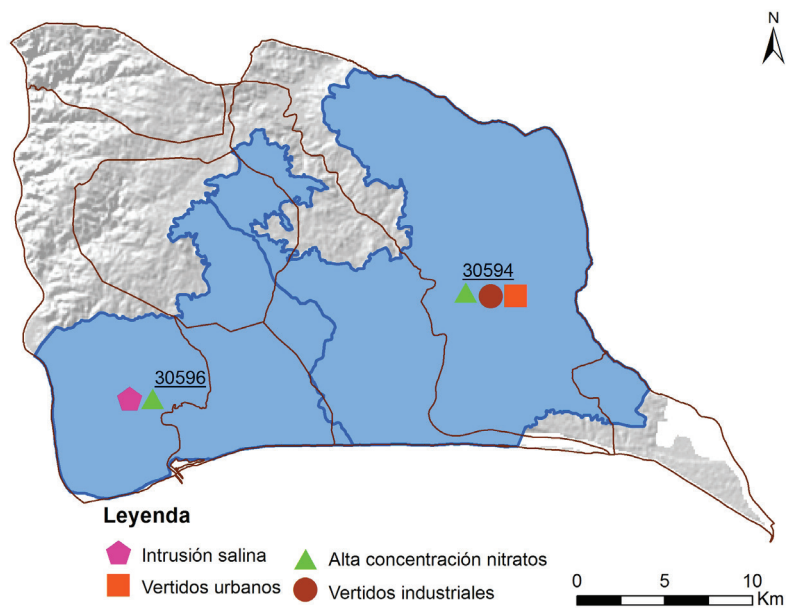 N
30594
30596
Leyenda
Intrusión salina
Alta concentración nitratos
Vertidos urbanos
Vertidos industriales
0 5 10
Km